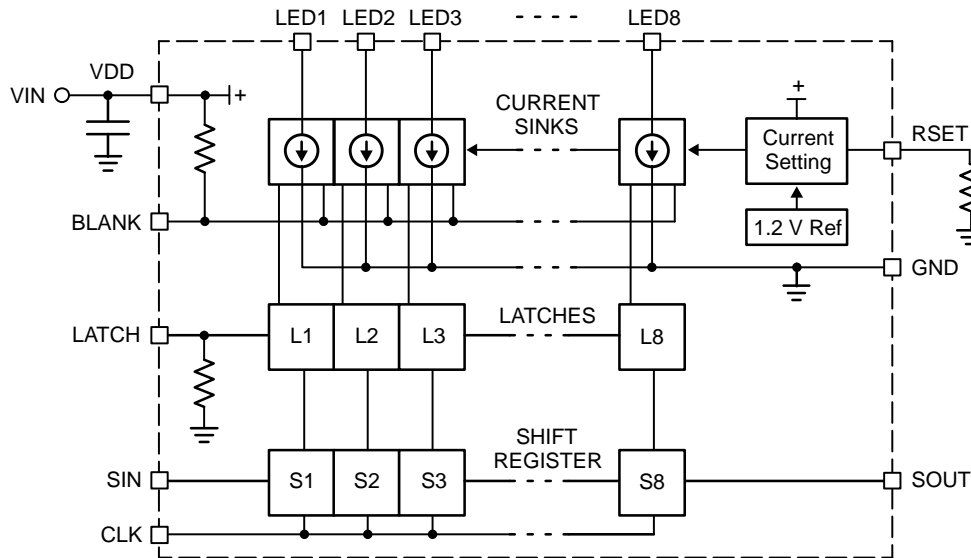 LED1 LED2 LED3 - - - - LED8
VDD
VIN
+
CURRENT
SINKS
+
Current
Setting
RSET
BLANK
1.2 V Ref
GND
LATCH
L1 L2 L3
LATCHES
L8
SIN
S1 S2 S3
SHIFT
REGISTER
S8
SOUT
CLK